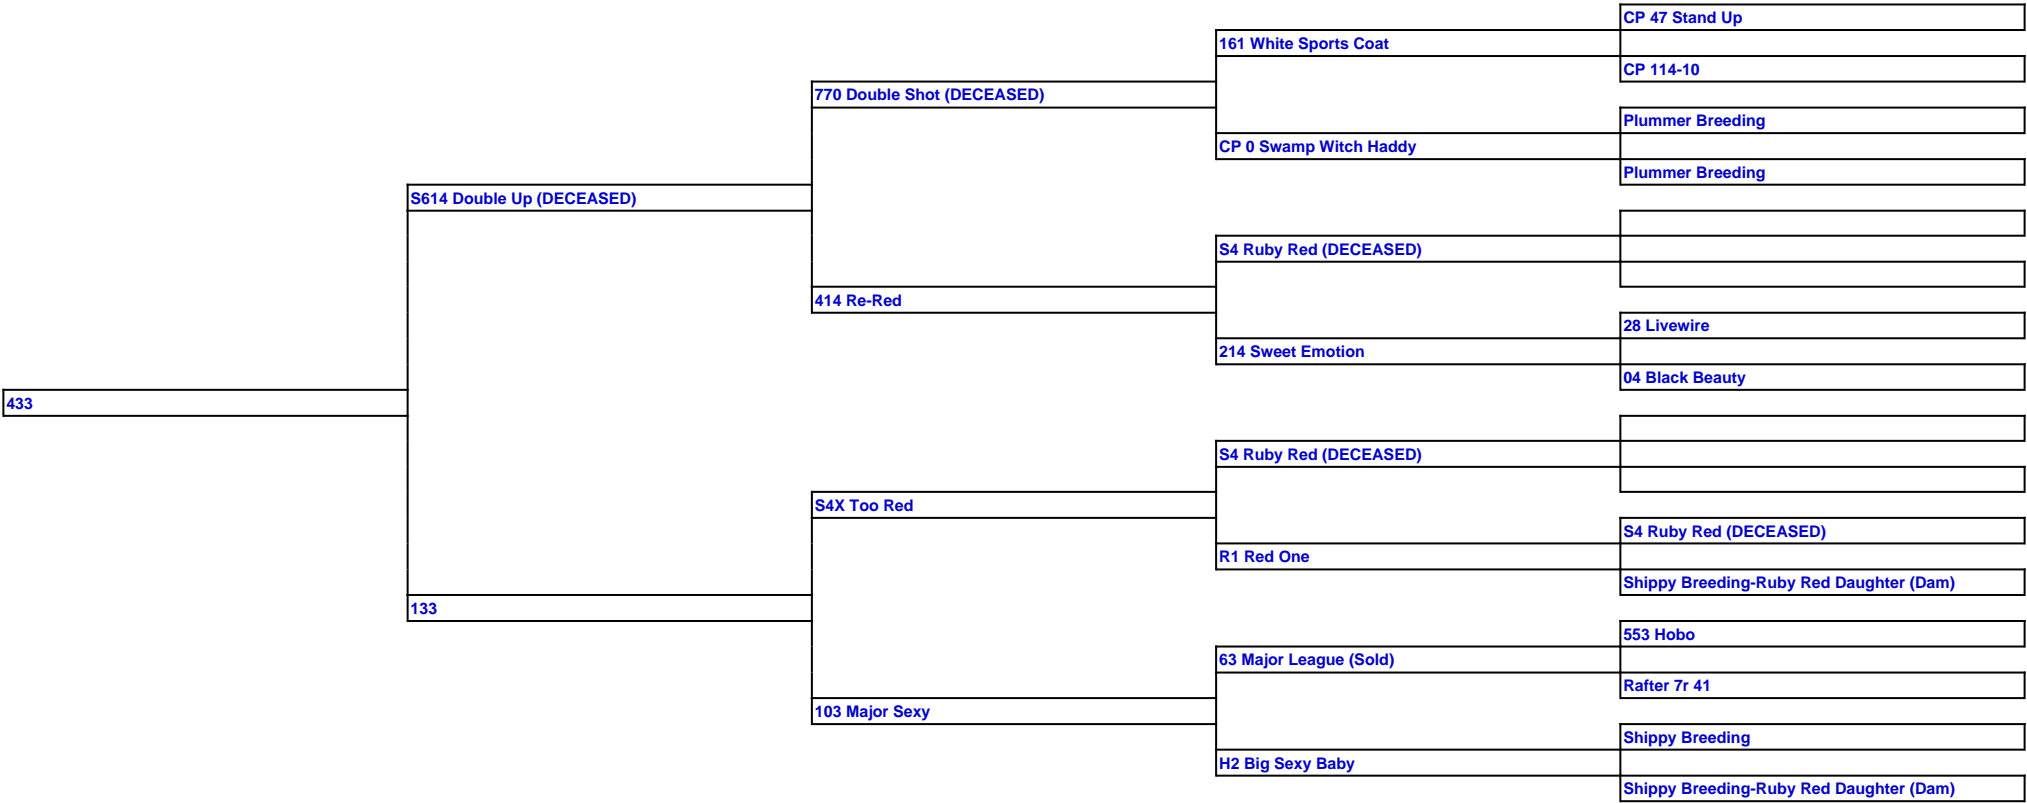 CP 47 Stand Up
161 White Sports Coat
CP 114-10
770 Double Shot (DECEASED)
Plummer Breeding
CP 0 Swamp Witch Haddy
Plummer Breeding
S614 Double Up (DECEASED)
S4 Ruby Red (DECEASED)
414 Re-Red
28 Livewire
214 Sweet Emotion
04 Black Beauty
433
S4 Ruby Red (DECEASED)
S4X Too Red
S4 Ruby Red (DECEASED)
R1 Red One
Shippy Breeding-Ruby Red Daughter (Dam)
133
553 Hobo
63 Major League (Sold)
Rafter 7r 41
103 Major Sexy
Shippy Breeding
H2 Big Sexy Baby
Shippy Breeding-Ruby Red Daughter (Dam)